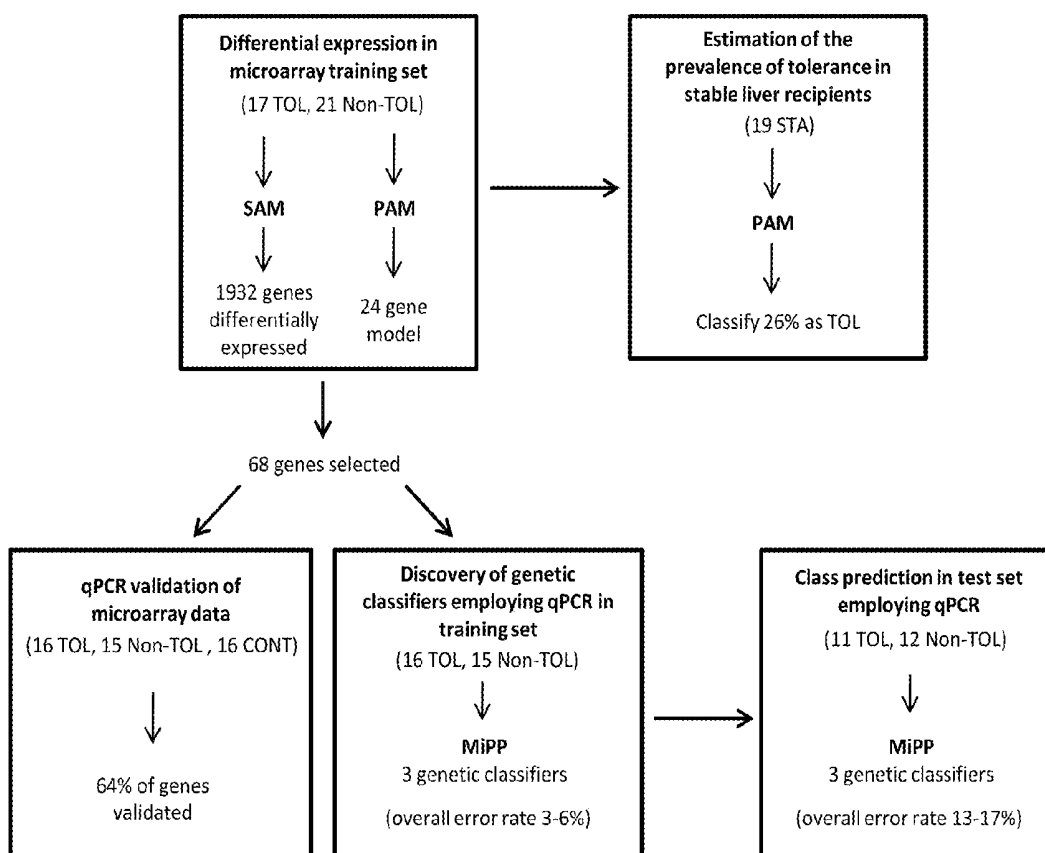 Differential expression in
microarray training set
(17 TOL, 21 Non-TOL)
SAM
PAM
1932 genes
differentially
expressed
24 gene
model
Estimation of the
prevalence of tolerance in
stable liver recipients
(19 STA)
PAM
Classify 26% as TOL
68 genes selected
qPCR validation of
microarray data
(16 TOL, 15 Non-TOL , 16 CONT)
64% of genes
validated
Discovery of genetic
classifiers employing qPCR in
training set
(16 TOL, 15 Non-TOL)
MiPP
3 genetic classifiers
(overall error rate 3-6%)
Class prediction in test set
employing qPCR
(11 TOL, 12 Non-TOL)
MiPP
3 genetic classifiers
(overall error rate 13-17%)